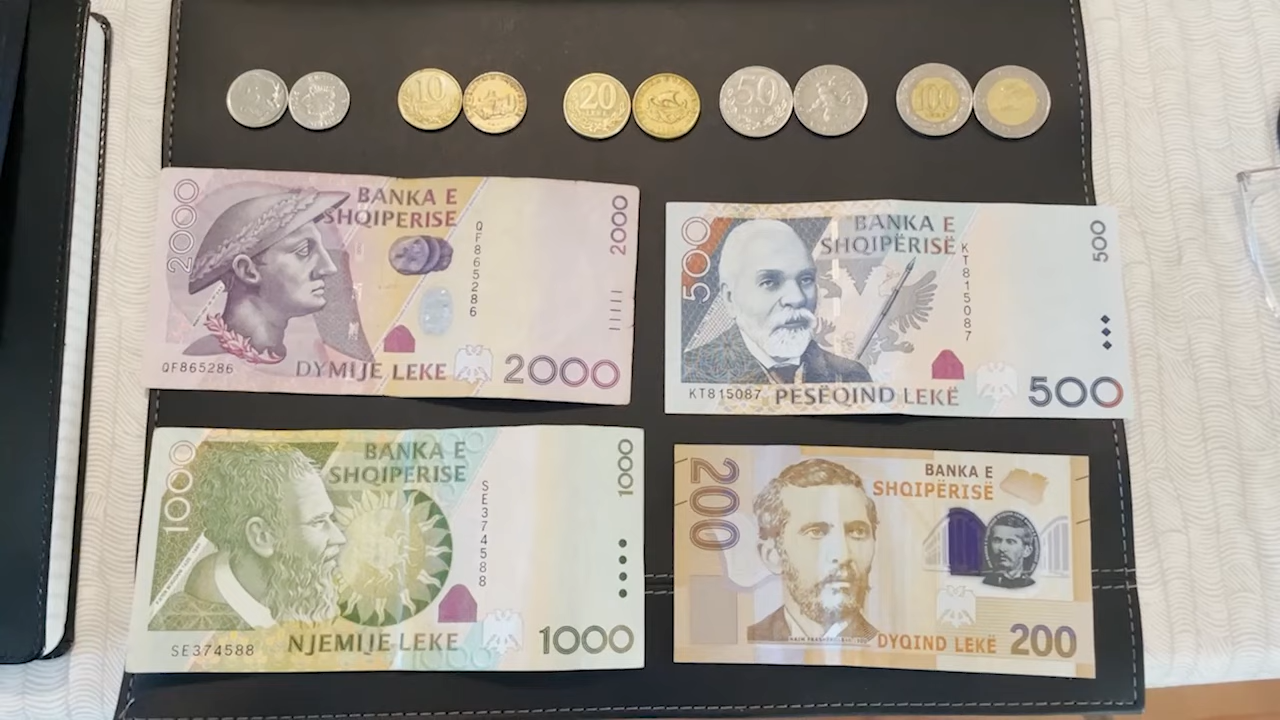 10
20
50
100
2000
BANKA E
SHQIPERISE
QF865286
2000
QF865286
DYMIJE LEKE
2000
500
BANKA E
SHQIPËRISË
KT815087
500
KT815087
PESËQIND LEKË
500
1000
BANKA E
SHQIPERISE
SE374588
1000
SE374588
NJEMIJE LEKE
1000
200
BANKA E
SHQIPËRISË
DYQIND LEKË
200